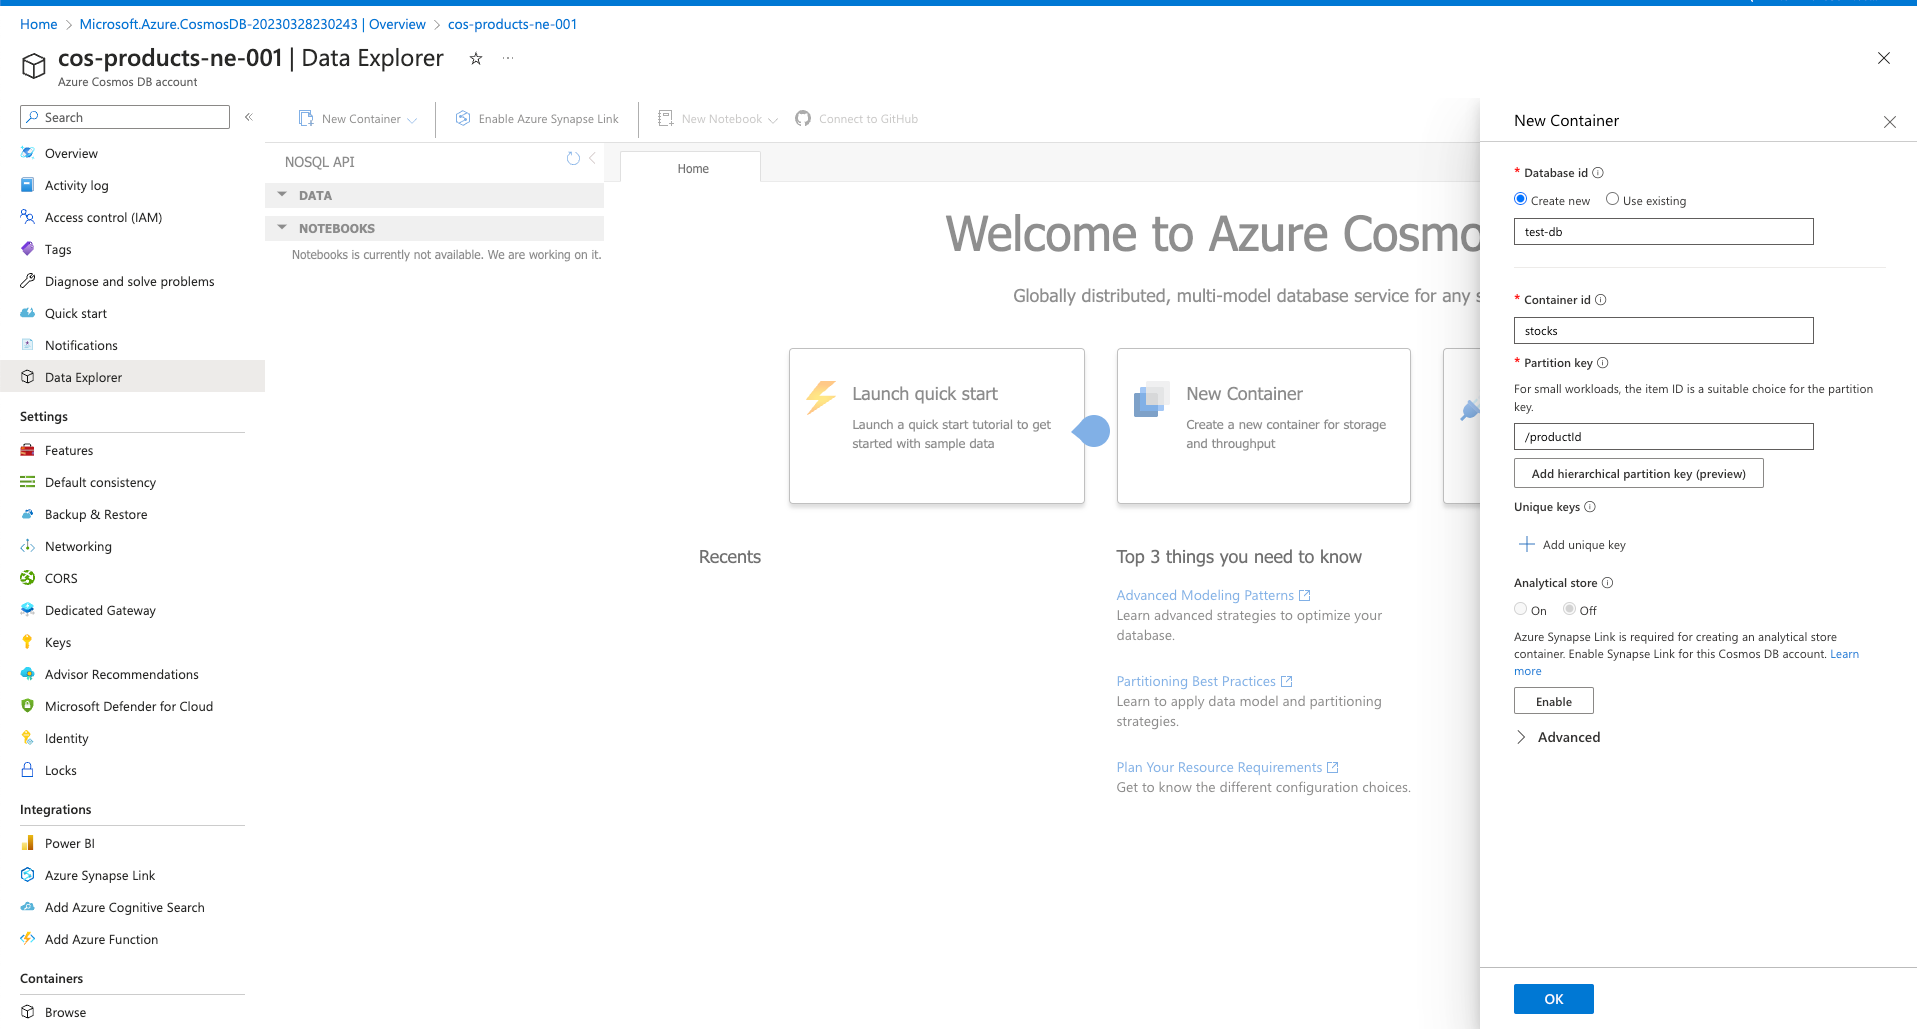 Home > Microsoft.Azure.CosmosDB-20230328230243 | Overview > cos-products-ne-001
cos-products-ne-001 | Data Explorer
Azure Cosmos DB account
Search
Overview
Activity log
Access control (IAM)
Tags
Diagnose and solve problems
Quick start
Notifications
Data Explorer
Settings
Features
Default consistency
Backup & Restore
Networking
CORS
Dedicated Gateway
Keys
Advisor Recommendations
Microsoft Defender for Cloud
Identity
Locks
Integrations
Power BI
Azure Synapse Link
Add Azure Cognitive Search
Add Azure Function
Containers
Browse
New Container
Enable Azure Synapse Link
New Notebook
Connect to GitHub
NOSQL API
DATA
NOTEBOOKS
Notebooks is currently not available. We are working on it.
Home
Welcome to Azure Cosmo
Globally distributed, multi-model database service for any s
Launch quick start
Launch a quick start tutorial to get
started with sample data
New Container
Create a new container for storage
and throughput
Recents
Top 3 things you need to know
Advanced Modeling Patterns
Learn advanced strategies to optimize your
database.
Partitioning Best Practices
Learn to apply data model and partitioning
strategies.
Plan Your Resource Requirements
Get to know the different configuration choices.
New Container
* Database id
Create new
Use existing
test-db
* Container id
stocks
* Partition key
For small workloads, the item ID is a suitable choice for the partition
key.
/productId
Add hierarchical partition key (preview)
Unique keys
Add unique key
Analytical store
On
Off
Azure Synapse Link is required for creating an analytical store
container. Enable Synapse Link for this Cosmos DB account. Learn
more
Enable
Advanced
OK